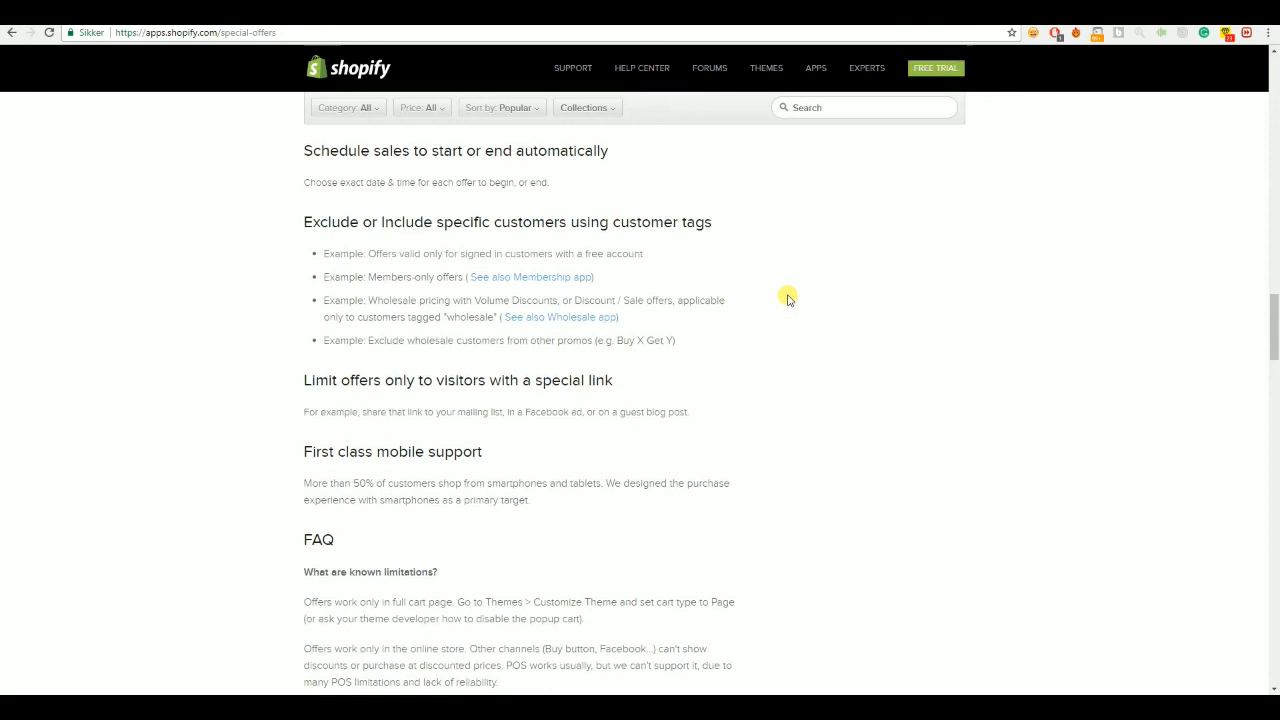 Sikker https://apps.shopify.com/special-offers
shopify
SUPPORT HELP CENTER FORUMS THEMES APPS EXPERTS FREE TRIAL
Category: All Price: All Sort by: Popular Collections Search
Schedule sales to start or end automatically
Choose exact date & time for each offer to begin, or end.
Exclude or Include specific customers using customer tags
• Example: Offers valid only for signed in customers with a free account
• Example: Members-only offers ( See also Membership app)
• Example: Wholesale pricing with Volume Discounts, or Discount / Sale offers, applicable
only to customers tagged "wholesale" ( See also Wholesale app)
• Example: Exclude wholesale customers from other promos (e.g. Buy X Get Y)
Limit offers only to visitors with a special link
For example, share that link to your mailing list, in a Facebook ad, or on a guest blog post.
First class mobile support
More than 50% of customers shop from smartphones and tablets. We designed the purchase
experience with smartphones as a primary target.
FAQ
What are known limitations?
Offers work only in full cart page. Go to Themes > Customize Theme and set cart type to Page
(or ask your theme developer how to disable the popup cart).
Offers work only in the online store. Other channels (Buy button, Facebook...) can't show
discounts or purchase at discounted prices. POS works usually, but we can't support it, due to
many POS limitations and lack of reliability.